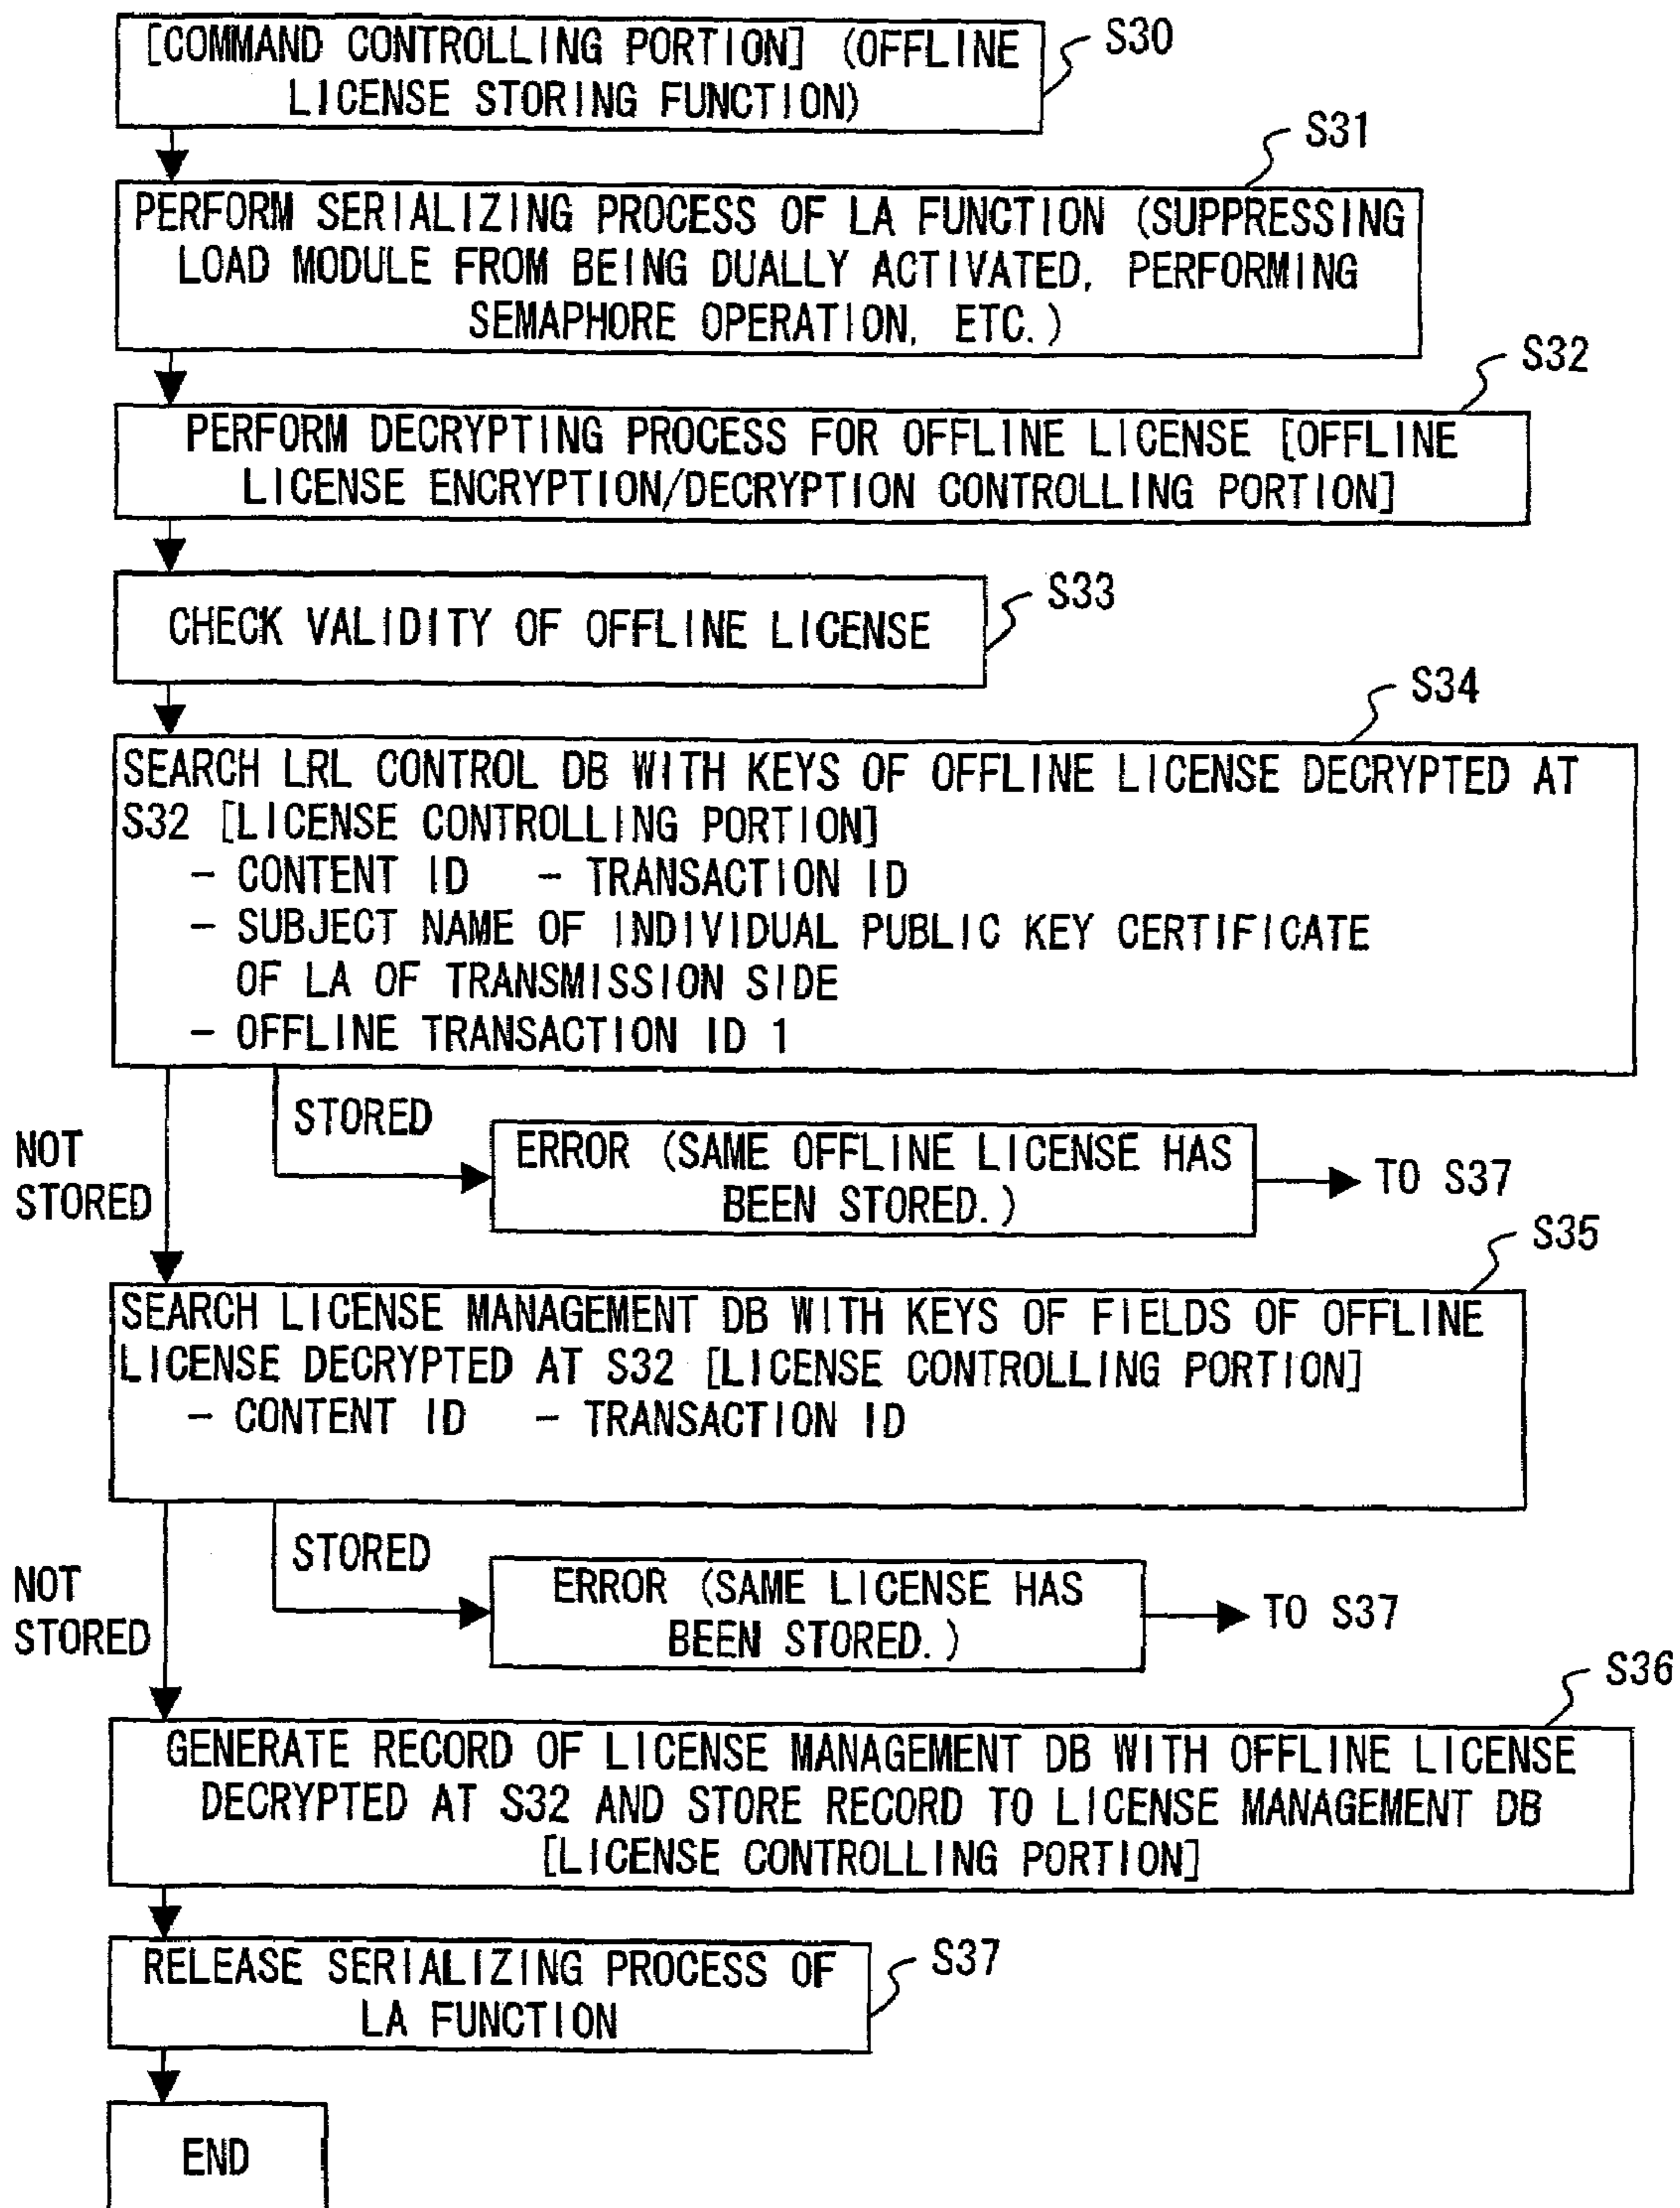 [COMMAND CONTROLLING PORTION] (OFFLINE
LICENSE STORING FUNCTION)
S30
S31
PERFORM SERIALIZING PROCESS OF LA FUNCTION (SUPPRESSING
LOAD MODULE FROM BEING DUALLY ACTIVATED, PERFORMING
SEMAPHORE OPERATION, ETC.)
S32
PERFORM DECRYPTING PROCESS FOR OFFLINE LICENSE [OFFLINE
LICENSE ENCRYPTION/DECRYPTION CONTROLLING PORTION]
S33
CHECK VALIDITY OF OFFLINE LICENSE
S34
SEARCH LRL CONTROL DB WITH KEYS OF OFFLINE LICENSE DECRYPTED AT
S32 [LICENSE CONTROLLING PORTION]
- CONTENT ID - TRANSACTION ID
- SUBJECT NAME OF INDIVIDUAL PUBLIC KEY CERTIFICATE
OF LA OF TRANSMISSION SIDE
- OFFLINE TRANSACTION ID 1
NOT
STORED
STORED
ERROR (SAME OFFLINE LICENSE HAS
BEEN STORED.)
TO S37
S35
SEARCH LICENSE MANAGEMENT DB WITH KEYS OF FIELDS OF OFFLINE
LICENSE DECRYPTED AT S32 [LICENSE CONTROLLING PORTION]
- CONTENT ID - TRANSACTION ID
NOT
STORED
STORED
ERROR (SAME LICENSE HAS
BEEN STORED.)
TO S37
S36
GENERATE RECORD OF LICENSE MANAGEMENT DB WITH OFFLINE LICENSE
DECRYPTED AT S32 AND STORE RECORD TO LICENSE MANAGEMENT DB
[LICENSE CONTROLLING PORTION]
S37
RELEASE SERIALIZING PROCESS OF
LA FUNCTION
END